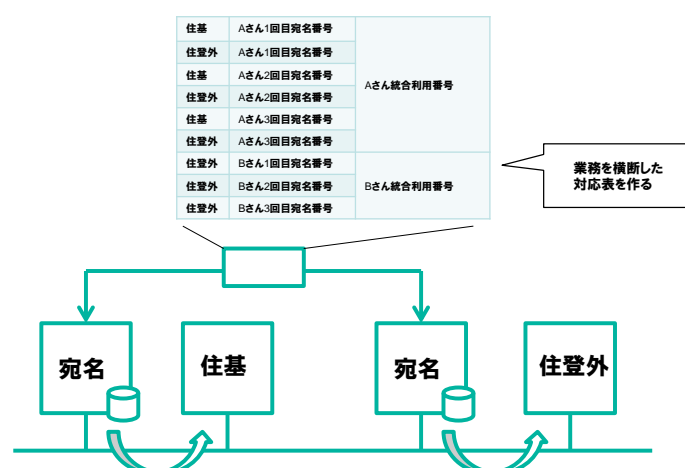 住基 Aさん1回目宛名番号
住登外 Aさん1回目宛名番号
住基 Aさん2回目宛名番号
Aさん統合利用番号
住登外 Aさん2回目宛名番号
住基 Aさん3回目宛名番号
住登外 Aさん3回目宛名番号
住登外 Bさん1回目宛名番号
住登外 Bさん2回目宛名番号 Bさん統合利用番号
住登外 Bさん3回目宛名番号
業務を横断した
対応表を作る
宛名 住基 宛名 住登外